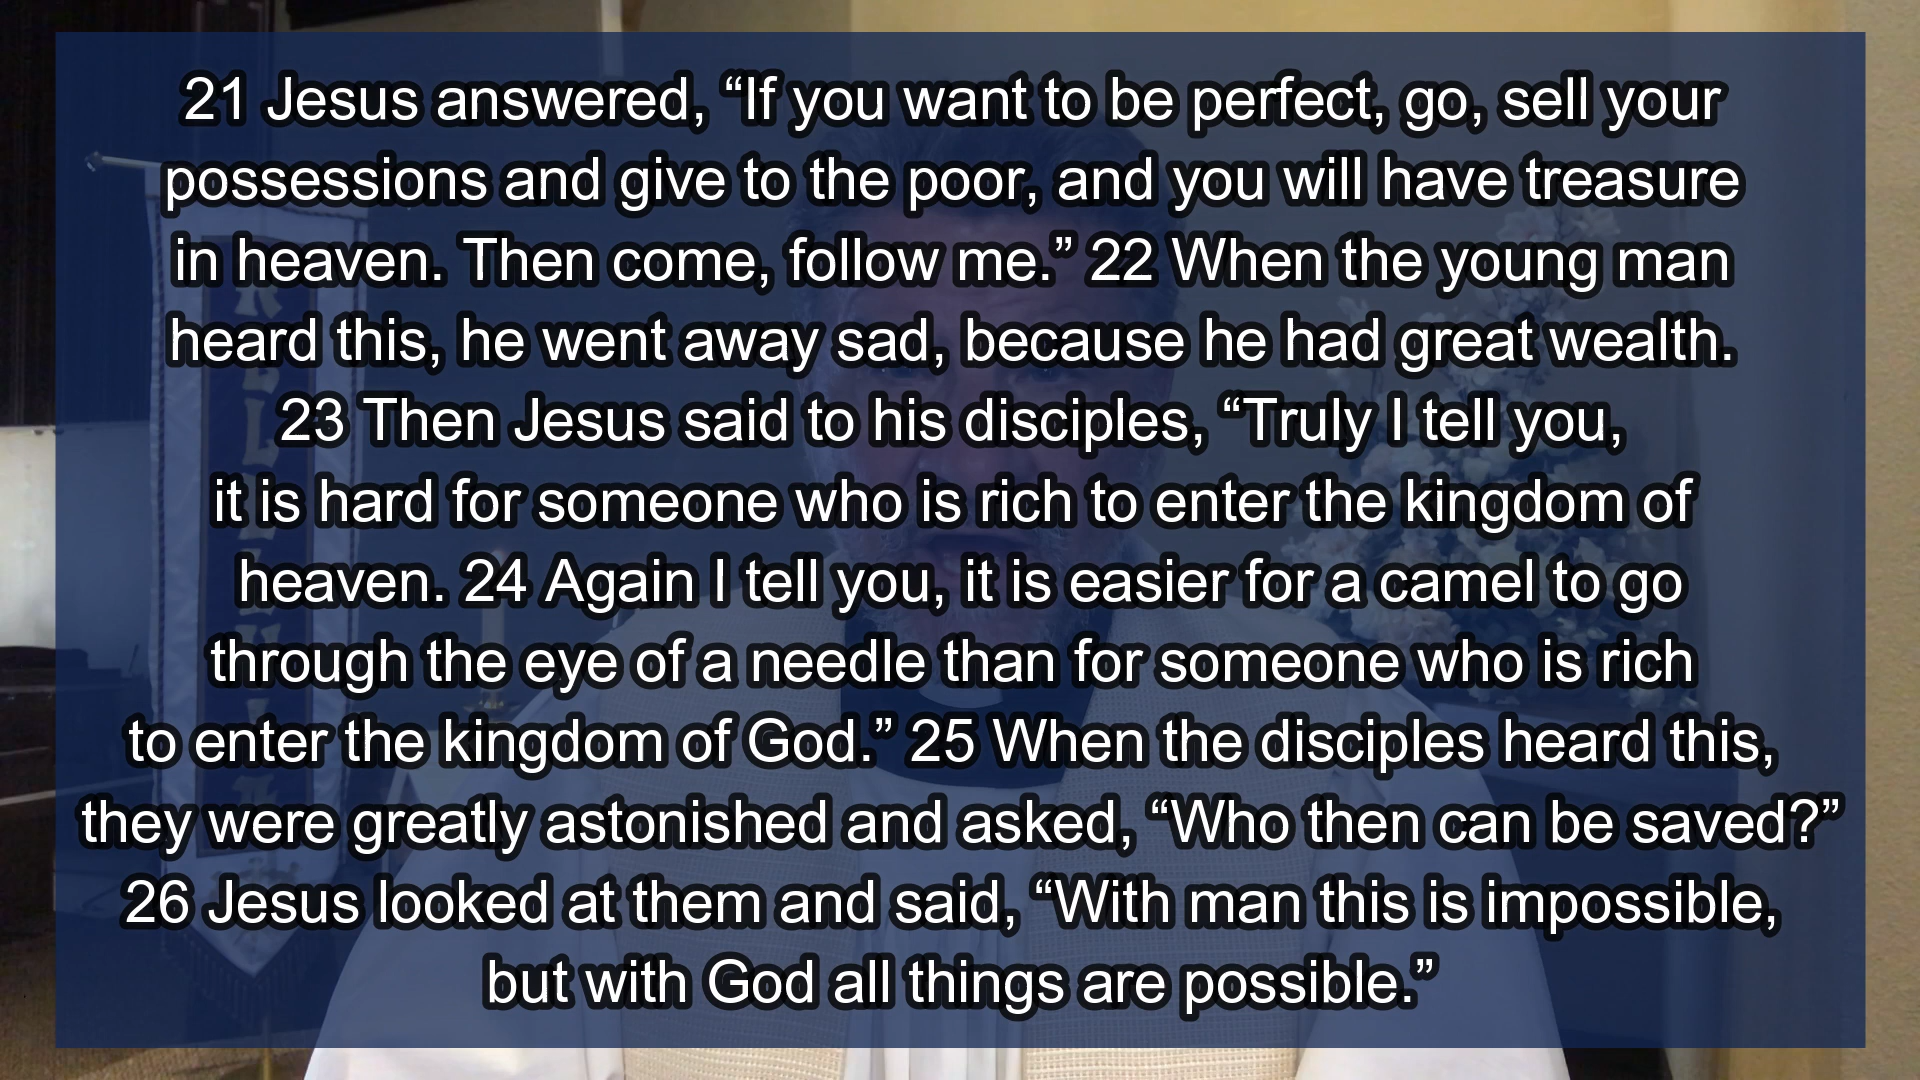 21 Jesus answered, “If you want to be perfect, go, sell your
possessions and give to the poor, and you will have treasure
in heaven. Then come, follow me.” 22 When the young man
heard this, he went away sad, because he had great wealth.
23 Then Jesus said to his disciples, “Truly I tell you,
it is hard for someone who is rich to enter the kingdom of
heaven. 24 Again I tell you, it is easier for a camel to go
through the eye of a needle than for someone who is rich
to enter the kingdom of God.” 25 When the disciples heard this,
they were greatly astonished and asked, “Who then can be saved?”
26 Jesus looked at them and said, “With man this is impossible,
but with God all things are possible.”